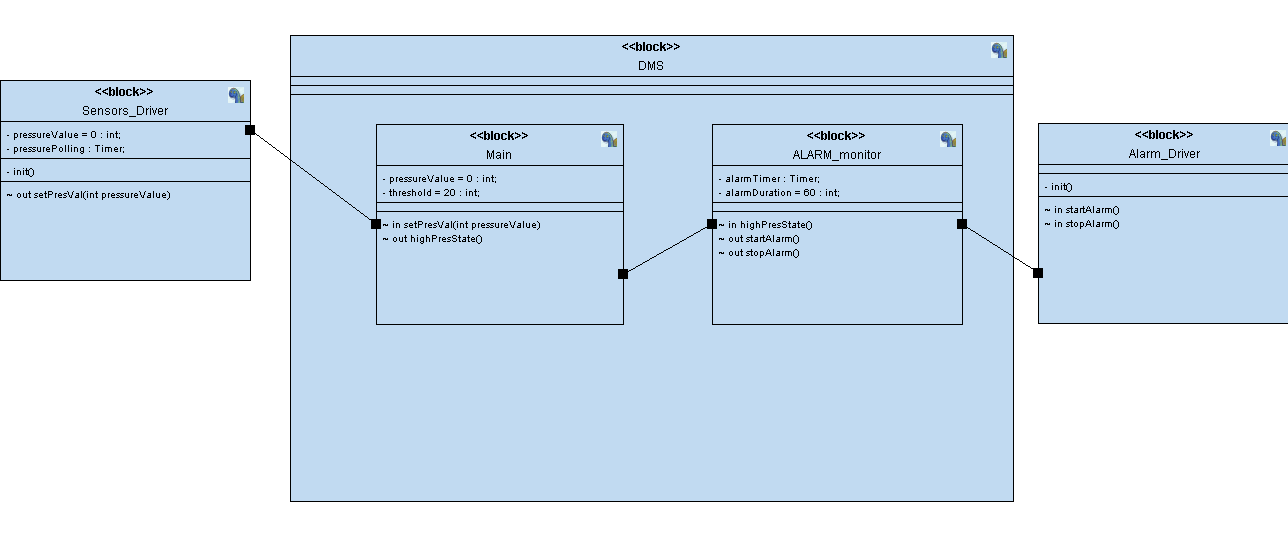 <<block>>
Sensors_Driver
- pressureValue = 0 : int;
- pressurePolling : Timer;
- init()
~ out setPresVal(int pressureValue)
<<block>>
DMS
<<block>>
Main
- pressureValue = 0 : int;
- threshold = 20 : int;
~ in setPresVal(int pressureValue)
~ out highPresState()
<<block>>
ALARM_monitor
- alarmTimer : Timer;
- alarmDuration = 60 : int;
~ in highPresState()
~ out startAlarm()
~ out stopAlarm()
<<block>>
Alarm_Driver
- init()
~ in startAlarm()
~ in stopAlarm()